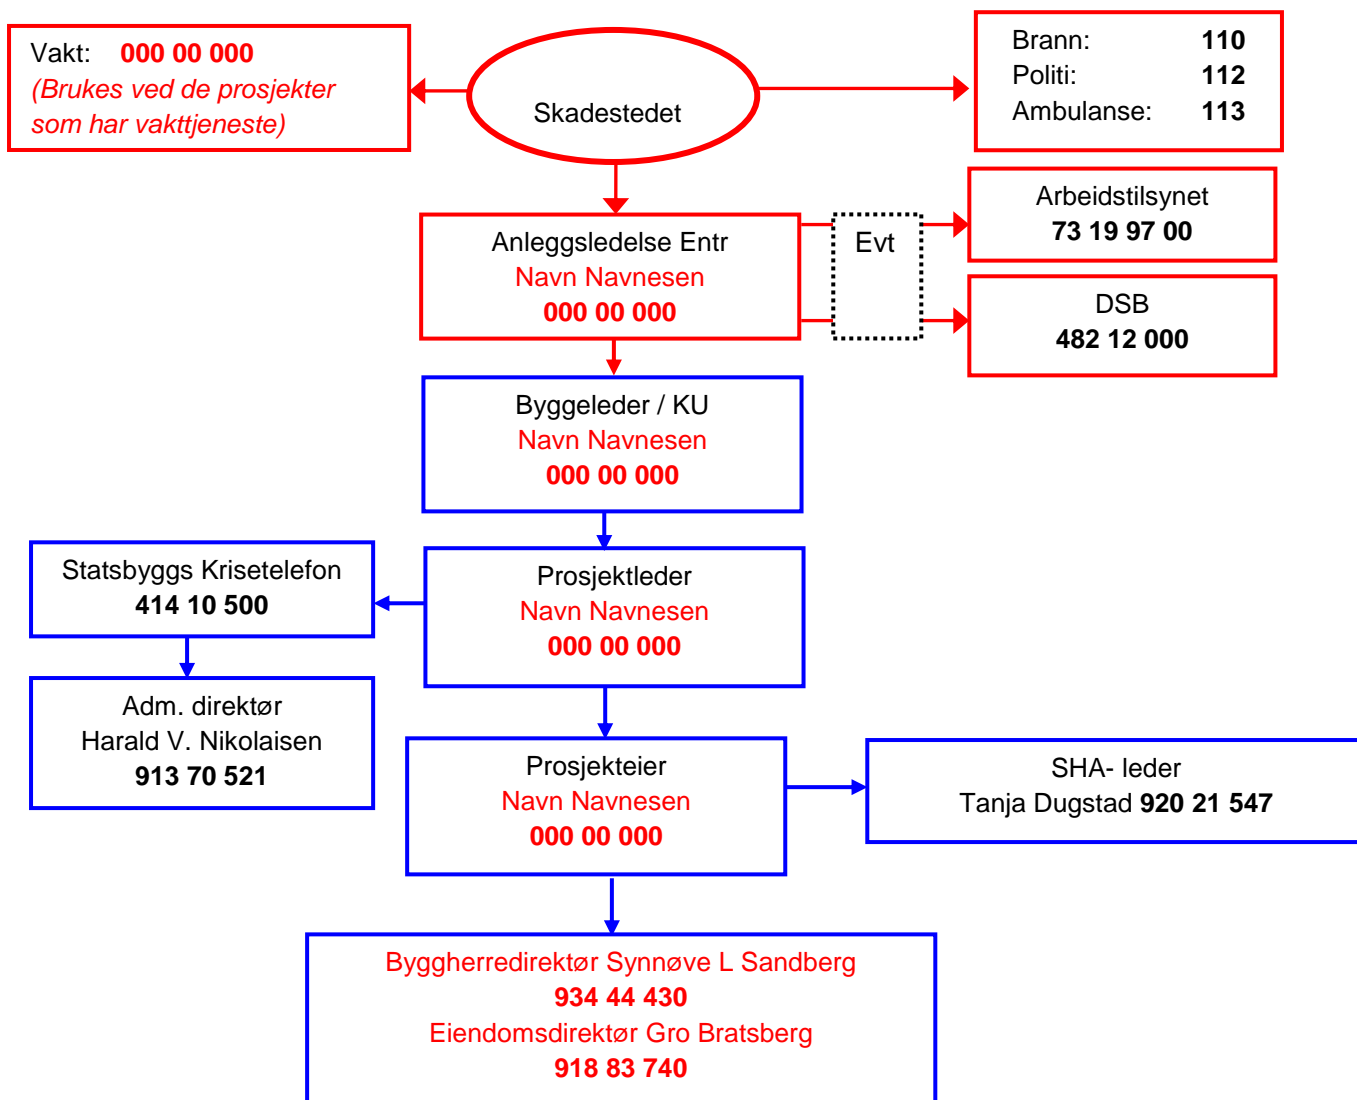 Vakt: 000 00 000
(Brukes ved de prosjekter
som har vakttjeneste)
Skadestedet
Brann: 110
Politi: 112
Ambulanse: 113
Anleggsledelse Entr
Navn Navnesen
000 00 000
Evt
Arbeidstilsynet
73 19 97 00
DSB
482 12 000
Byggeleder / KU
Navn Navnesen
000 00 000
Statsbyggs Krisetelefon
414 10 500
Prosjektleder
Navn Navnesen
000 00 000
Adm. direktør
Harald V. Nikolaisen
913 70 521
Prosjekteier
Navn Navnesen
000 00 000
SHA- leder
Tanja Dugstad 920 21 547
Byggherredirektør Synnøve L Sandberg
934 44 430
Eiendomsdirektør Gro Bratsberg
918 83 740